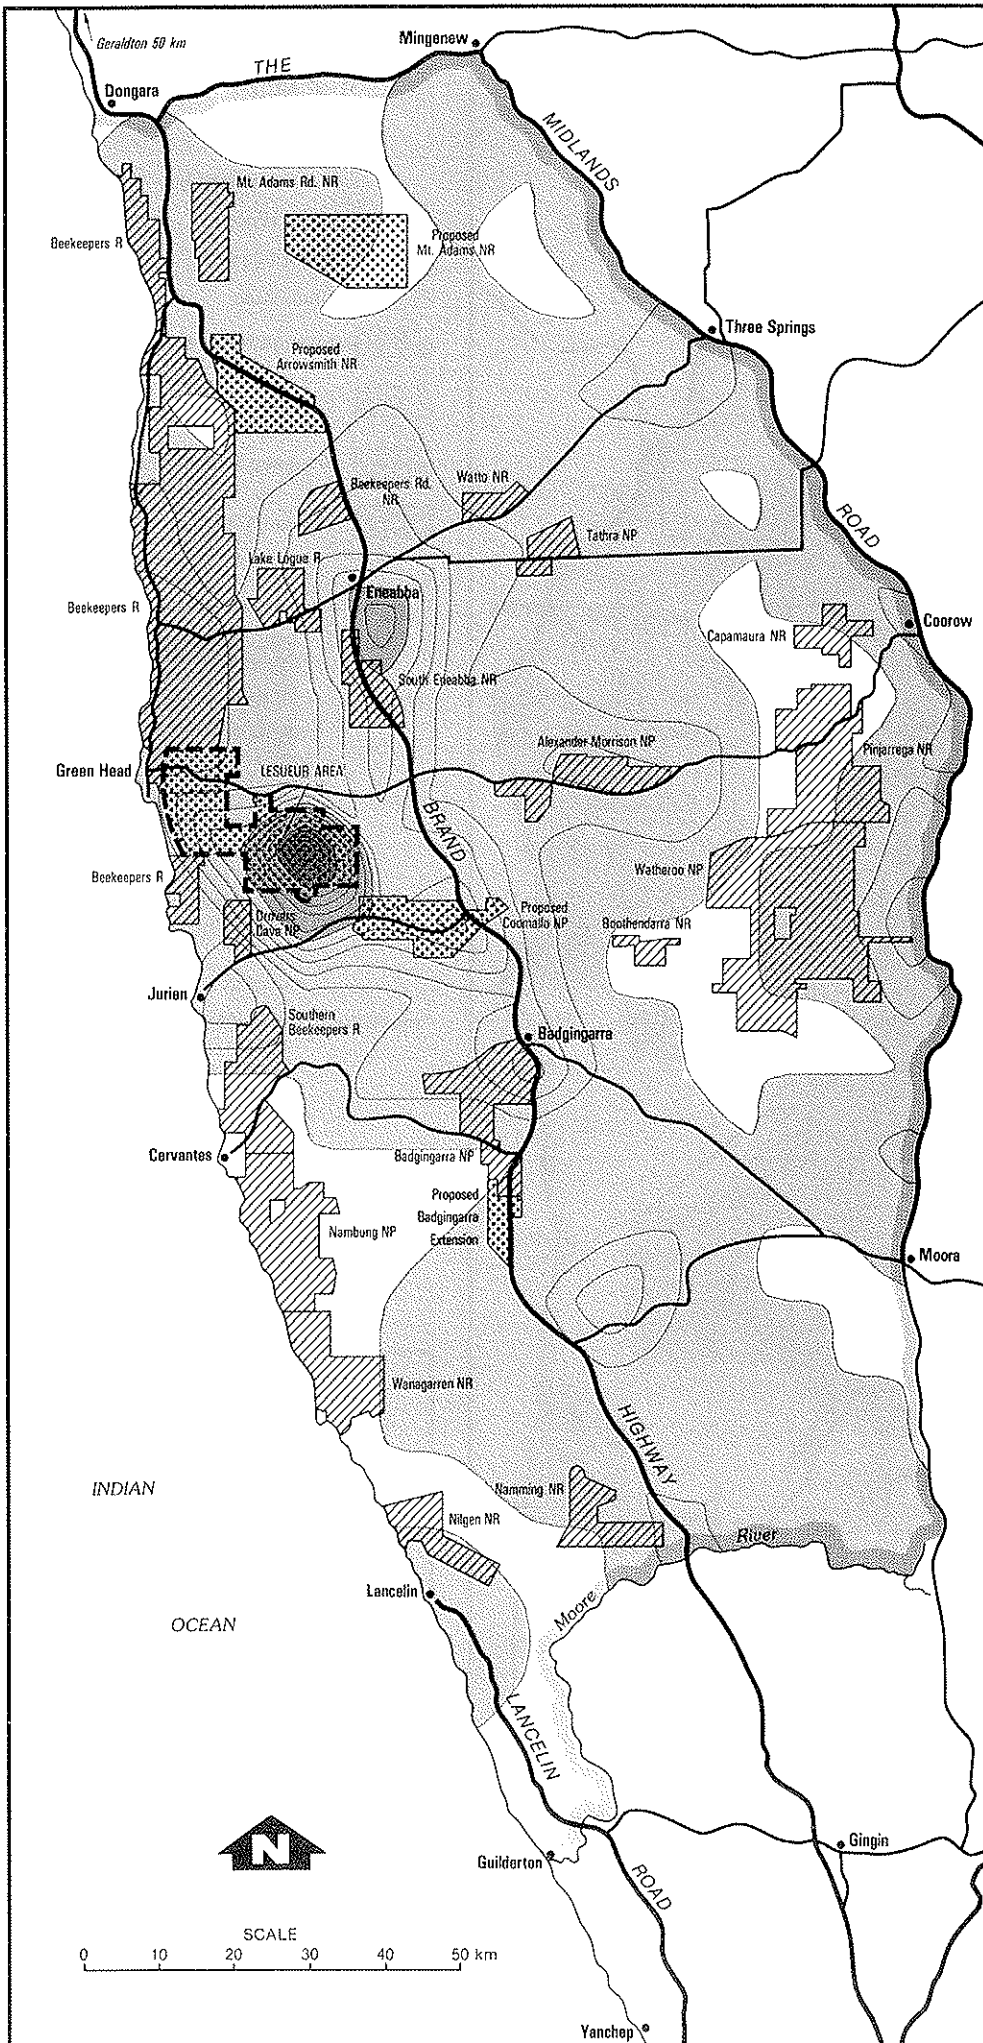 Geraldton 50 km
Mingenew
THE
Dongara
MIDLANDS
Mt. Adams Rd. NR
Beekeepers R
Proposed
Mt. Adams NR
Three Springs
Proposed
Arrowsmith NR
Beekeepers Rd.
NR
Watto NR
ROAD
Tathra NP
Lake Logue R
Eneabba
Beekeepers R
Capamaura NR
Coorow
South Eneabba NR
Alexander Morrison NP
Pinjarrega NR
Green Head
LESUEUR AREA
BRAND
Beekeepers R
Watheroo NP
Drovers
Cave NP
Proposed
Coomallo NP
Boothendarra NR
Jurien
Southern
Beekeepers R
Badgingarra
Cervantes
Badgingarra NP
Proposed
Badgingarra
Extension
Nambung NP
Moora
Wanagarren NR
HIGHWAY
INDIAN
Namming NR
Nilgen NR
River
Lancelin
Moore
OCEAN
LANCELIN
N
Gingin
Guilderton
ROAD
SCALE
0 10 20 30 40 50 km
Yanchep